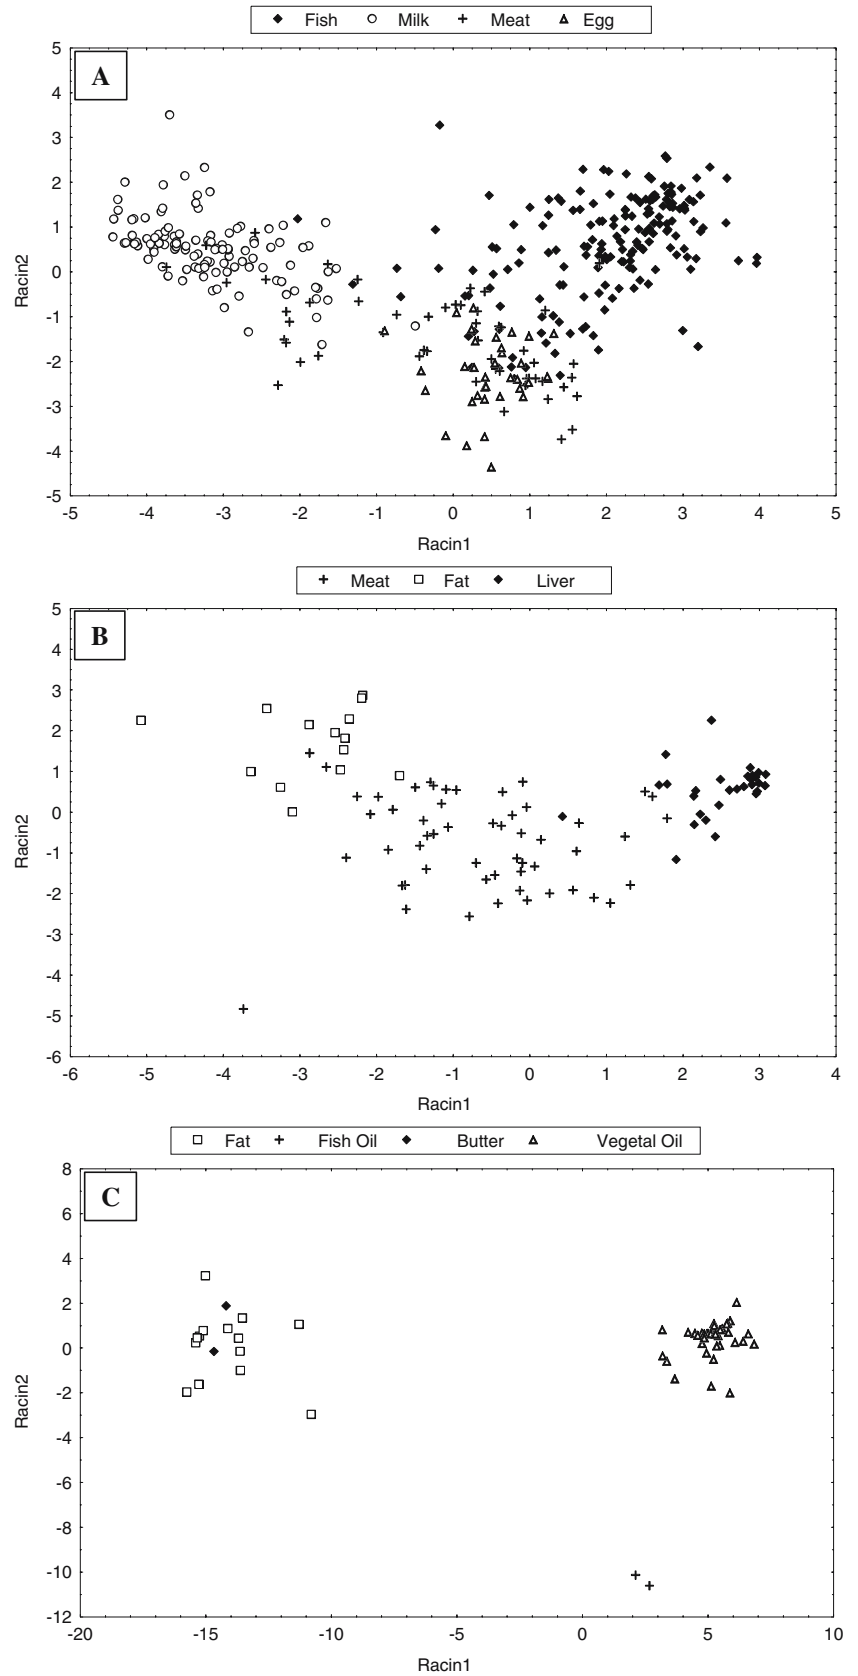 Fish Milk Meat Egg
A
5
4
3
2
1
0
-1
-2
-3
-4
-5
Racin2
-5 -4 -3 -2 -1 0 1 2 3 4 5
Racin1
Meat Fat Liver
B
5
4
3
2
1
0
-1
-2
-3
-4
-5
-6
Racin2
-6 -5 -4 -3 -2 -1 0 1 2 3 4
Racin1
Fat Fish Oil Butter Vegetal Oil
C
8
6
4
2
0
-2
-4
-6
-8
-10
-12
Racin2
-20 -15 -10 -5 0 5 10
Racin1